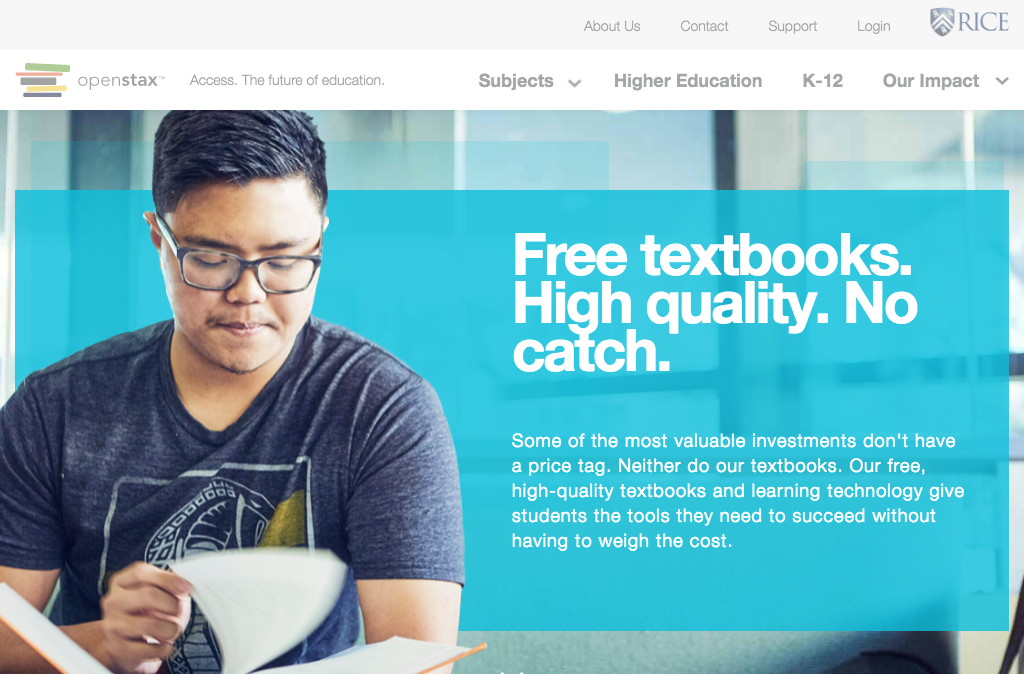 About Us Contact Support Login RICE
openstax™ Access. The future of education. Subjects Higher Education K-12 Our Impact
Free textbooks.
High quality. No
catch.
Some of the most valuable investments don't have
a price tag. Neither do our textbooks. Our free,
high-quality textbooks and learning technology give
students the tools they need to succeed without
having to weigh the cost.